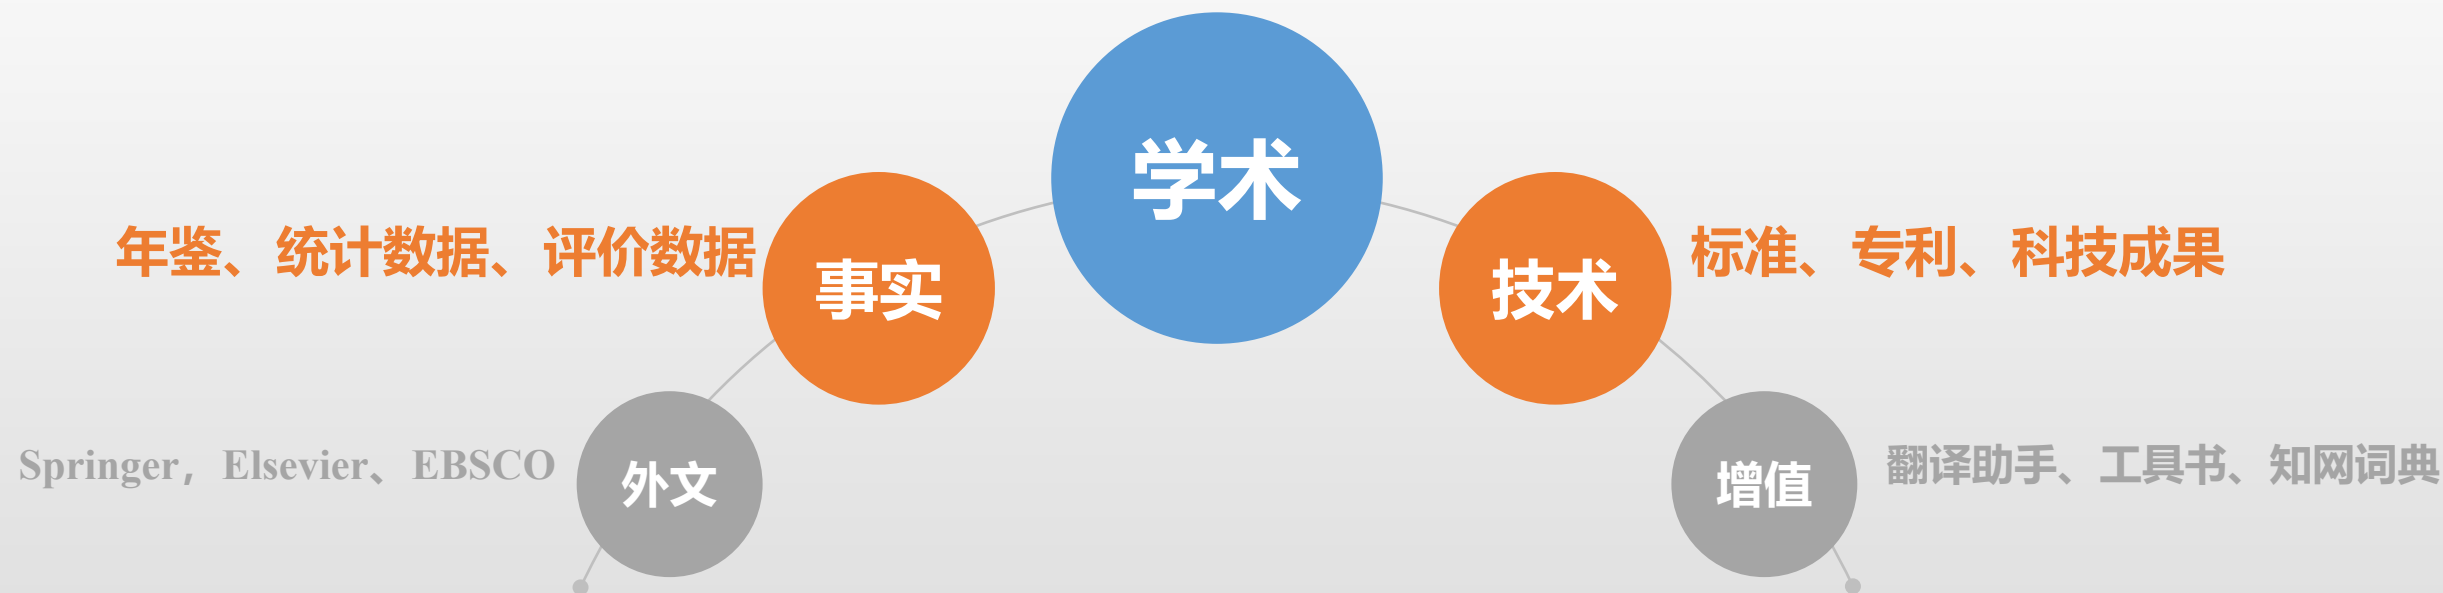 学术
年鉴、统计数据、评价数据
事实
技术
标准、专利、科技成果
Springer，Elsevier、EBSCO
外文
增值
翻译助手、工具书、知网词典